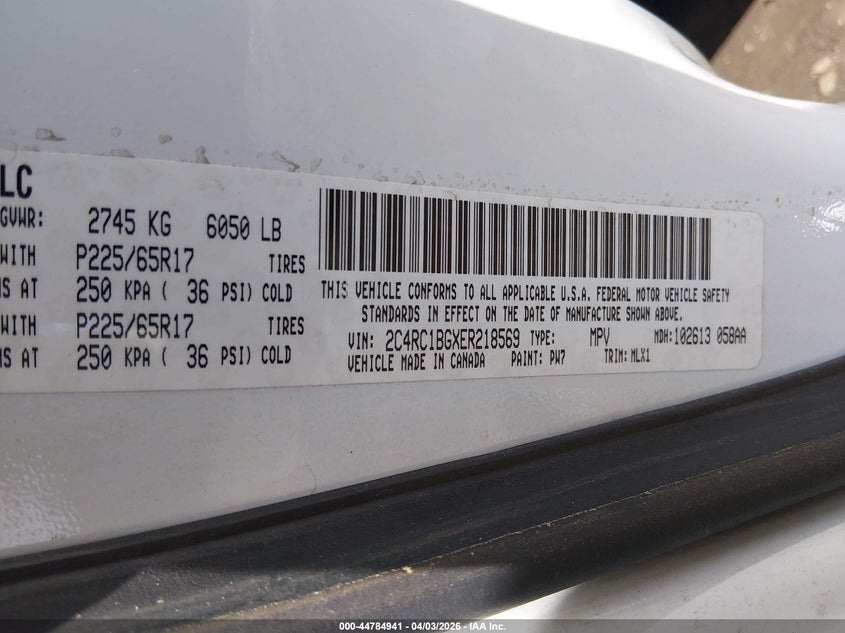 LC
GVWR: 2745 KG 6050 LB
WITH P225/65R17 TIRES
MS AT 250 KPA ( 36 PSI) COLD
WITH P225/65R17 TIRES
MS AT 250 KPA ( 36 PSI) COLD
THIS VEHICLE CONFORMS TO ALL APPLICABLE U.S.A. FEDERAL MOTOR VEHICLE SAFETY
STANDARDS IN EFFECT ON THE DATE OF MANUFACTURE SHOWN ABOVE.
VIN: 2C4RC1BGXER218569 TYPE: MPV MDH:102613 058AA
VEHICLE MADE IN CANADA PAINT: PW7 TRIM: MLX1
000-44784941 - 04/03/2026 - IAA Inc.